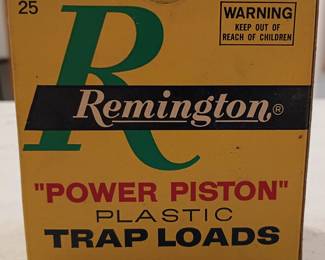 25
WARNING
KEEP OUT OF
REACH OF CHILDREN
R
Remington®
"POWER PISTON"
PLASTIC
TRAP LOADS